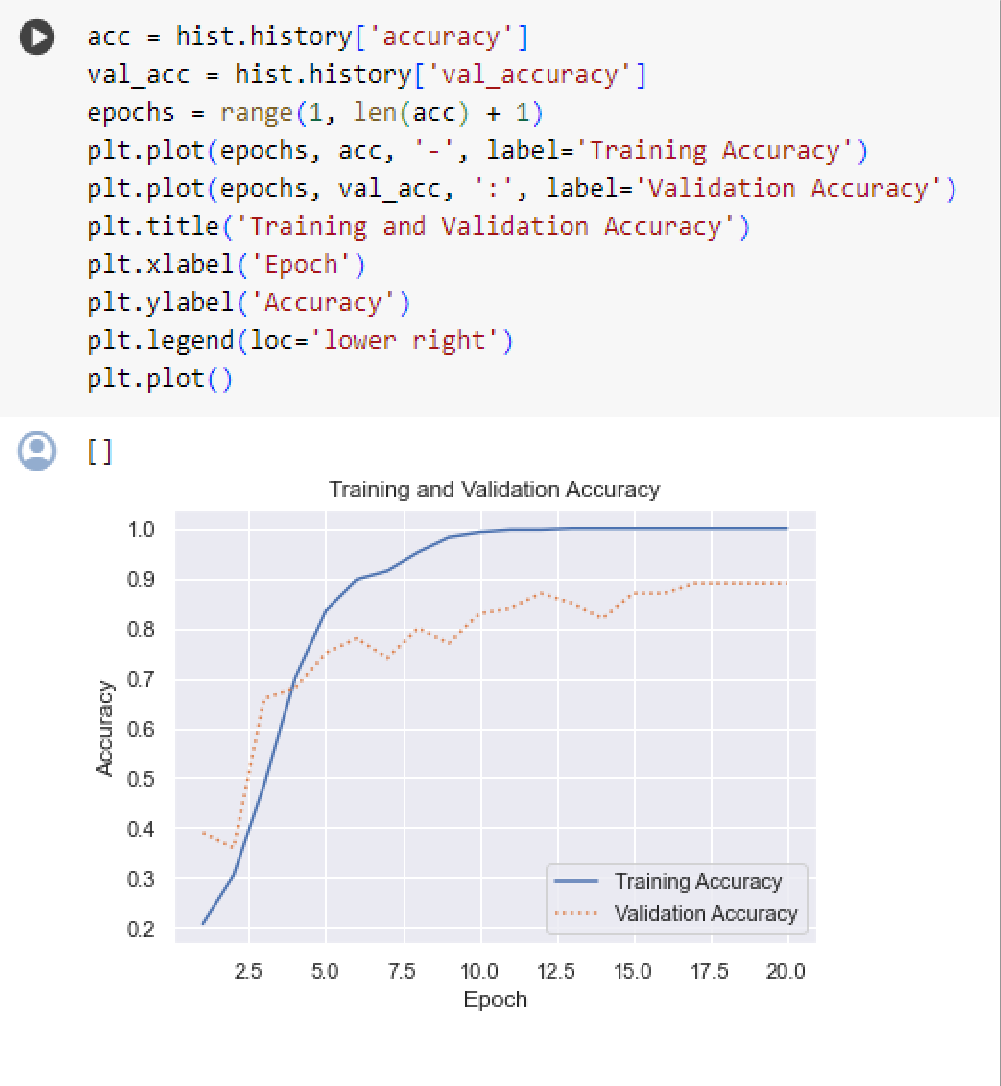 acc = hist.history['accuracy']
val_acc = hist.history['val_accuracy']
epochs = range(1, len(acc) + 1)
plt.plot(epochs, acc, '-', label='Training Accuracy')
plt.plot(epochs, val_acc, ':', label='Validation Accuracy')
plt.title('Training and Validation Accuracy')
plt.xlabel('Epoch')
plt.ylabel('Accuracy')
plt.legend(loc='lower right')
plt.plot()
[]
Training and Validation Accuracy
1.0
0.9
0.8
0.7
0.6
0.5
0.4
0.3
0.2
Accuracy
Training Accuracy
Validation Accuracy
2.5 5.0 7.5 10.0 12.5 15.0 17.5 20.0
Epoch